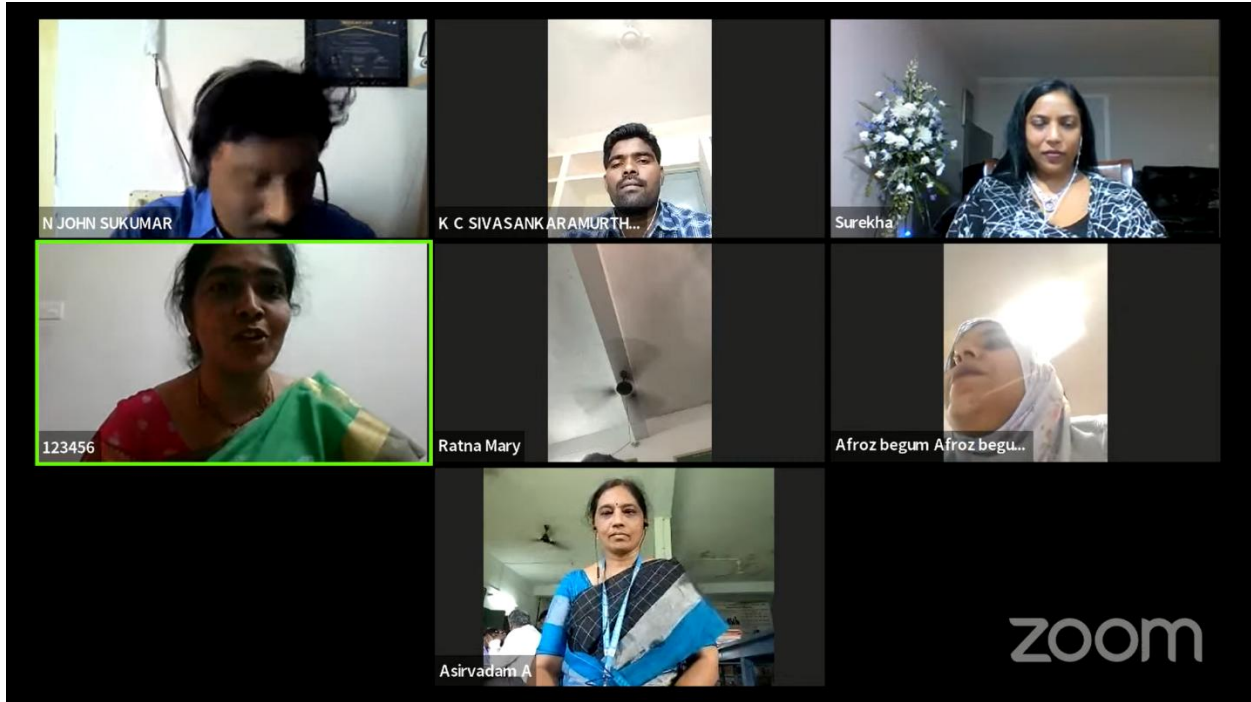 N JOHN SUKUMAR
K C SIVASANKARAMURTH...
Surekha
123456
Ratna Mary
Afroz begum Afroz begu...
Asirvadam A
zoom